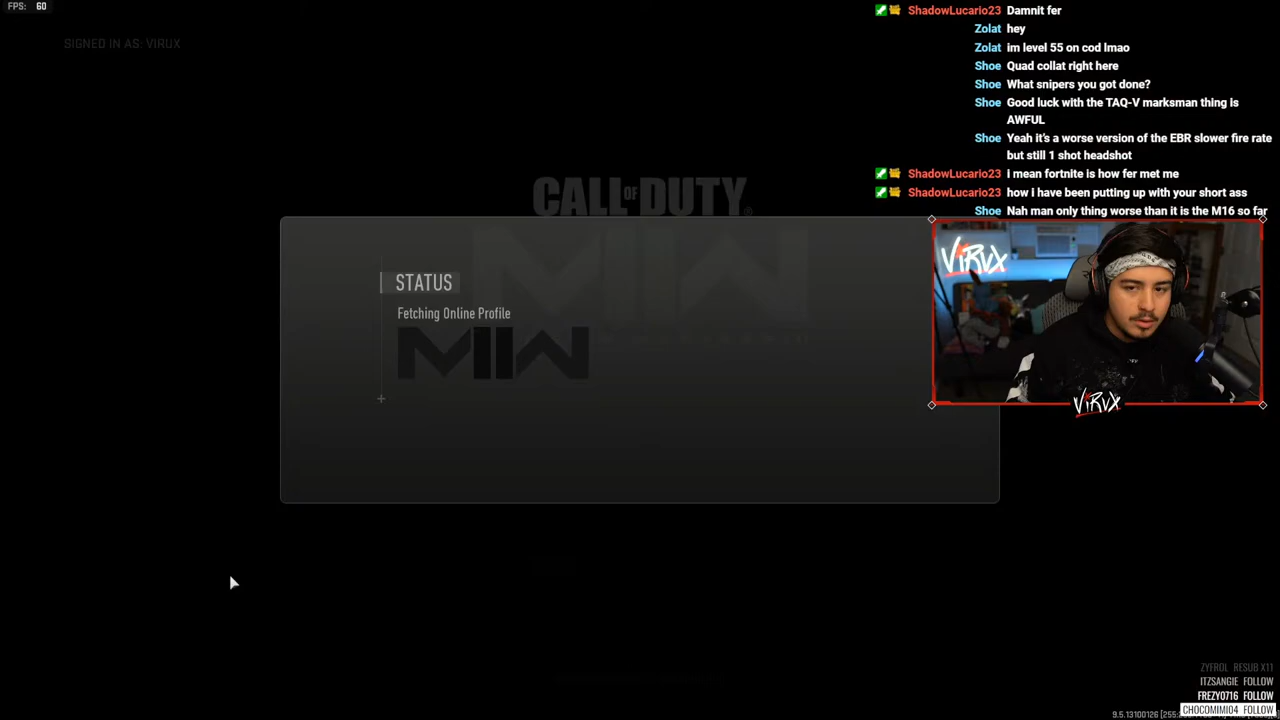 FPS: 60
SIGNED IN AS: VIRUX
ShadowLucario23 Damnit fer
Zolat hey
Zolat im level 55 on cod lmao
Shoe Quad collat right here
Shoe What snipers you got done?
Shoe Good luck with the TAQ-V marksman thing is
AWFUL
Shoe Yeah it's a worse version of the EBR slower fire rate
but still 1 shot headshot
ShadowLucario23 i mean fortnite is how fer met me
ShadowLucario23 how i have been putting up with your short ass
Shoe Nah man only thing worse than it is the M16 so far
CALL OF DUTY
MW
STATUS
Fetching Online Profile
MW
ViRVX
ViRVX
ZYFROL RESUB X11
ITZSANGIE FOLLOW
FREZY0716 FOLLOW
CHOCOMIMI04 FOLLOW